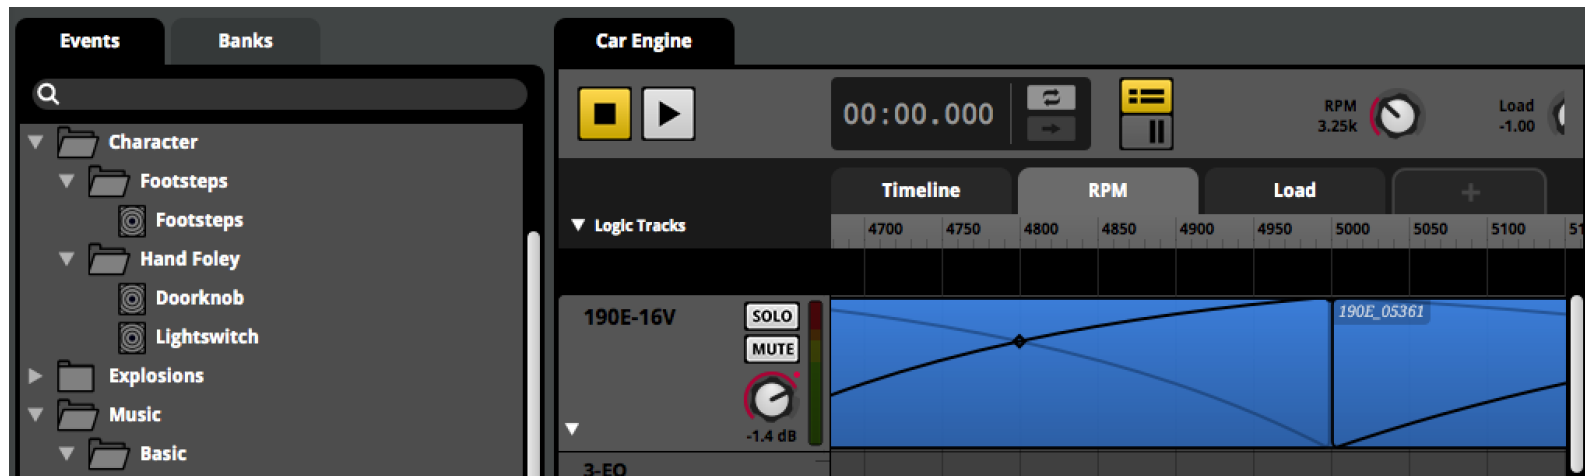 Events
Banks
Character
Footsteps
Footsteps
Hand Foley
Doorknob
Lightswitch
Explosions
Music
Basic
Car Engine
00:00.000
RPM
3.25k
Load
-1.00
Timeline
RPM
Load
+
Logic Tracks
4700 4750 4800 4850 4900 4950 5000 5050 5100
190E-16V
SOLO
MUTE
-1.4 dB
190E_05361
3-EQ